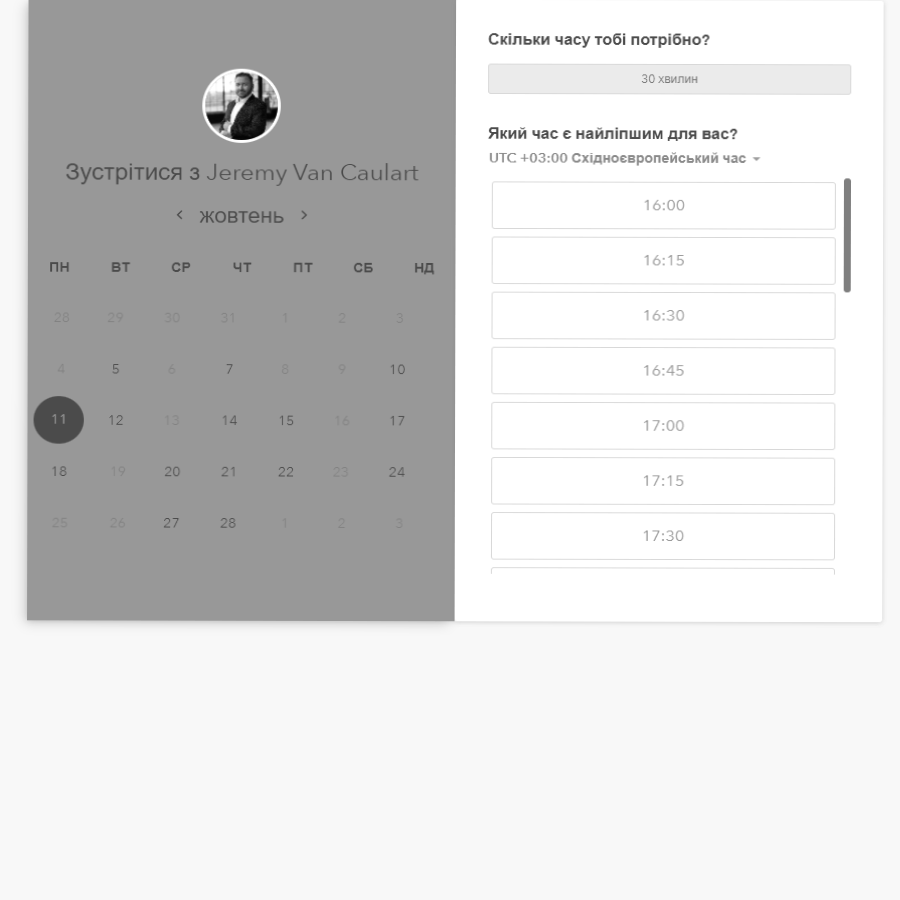 Зустрітися з Jeremy Van Caulart
жовтень
ПН ВТ СР ЧТ ПТ СБ НД
28 29 30 31 1 2 3
4 5 6 7 8 9 10
11 12 13 14 15 16 17
18 19 20 21 22 23 24
25 26 27 28 1 2 3
Скільки часу тобі потрібно?
30 хвилин
Який час є найліпшим для вас?
UTC +03:00 Східноєвропейський час
16:00
16:15
16:30
16:45
17:00
17:15
17:30